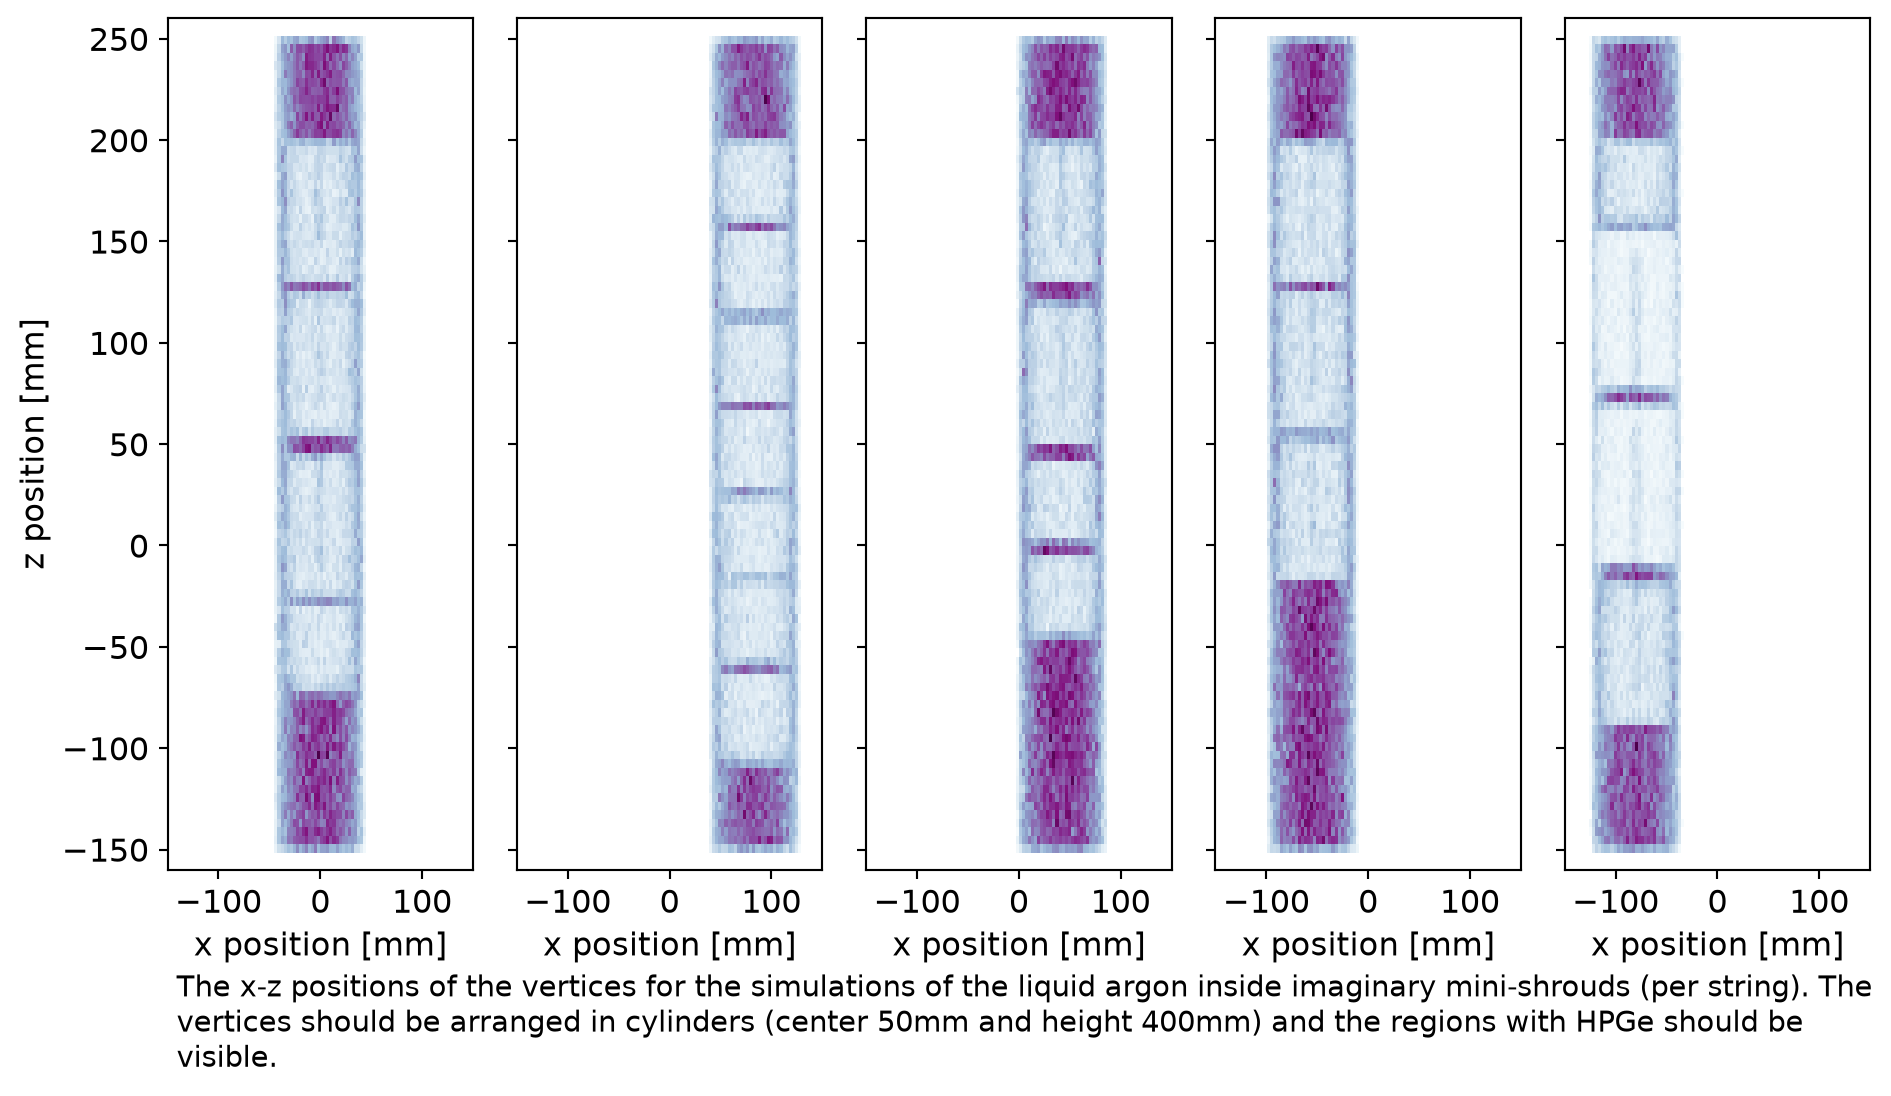 250
200
150
100
50
0
−50
−100
−150
z position [mm]
−100 0 100
−100 0 100
−100 0 100
−100 0 100
−100 0 100
x position [mm]
x position [mm]
x position [mm]
x position [mm]
x position [mm]
The x-z positions of the vertices for the simulations of the liquid argon inside imaginary mini-shrouds (per string). The
vertices should be arranged in cylinders (center 50mm and height 400mm) and the regions with HPGe should be
visible.